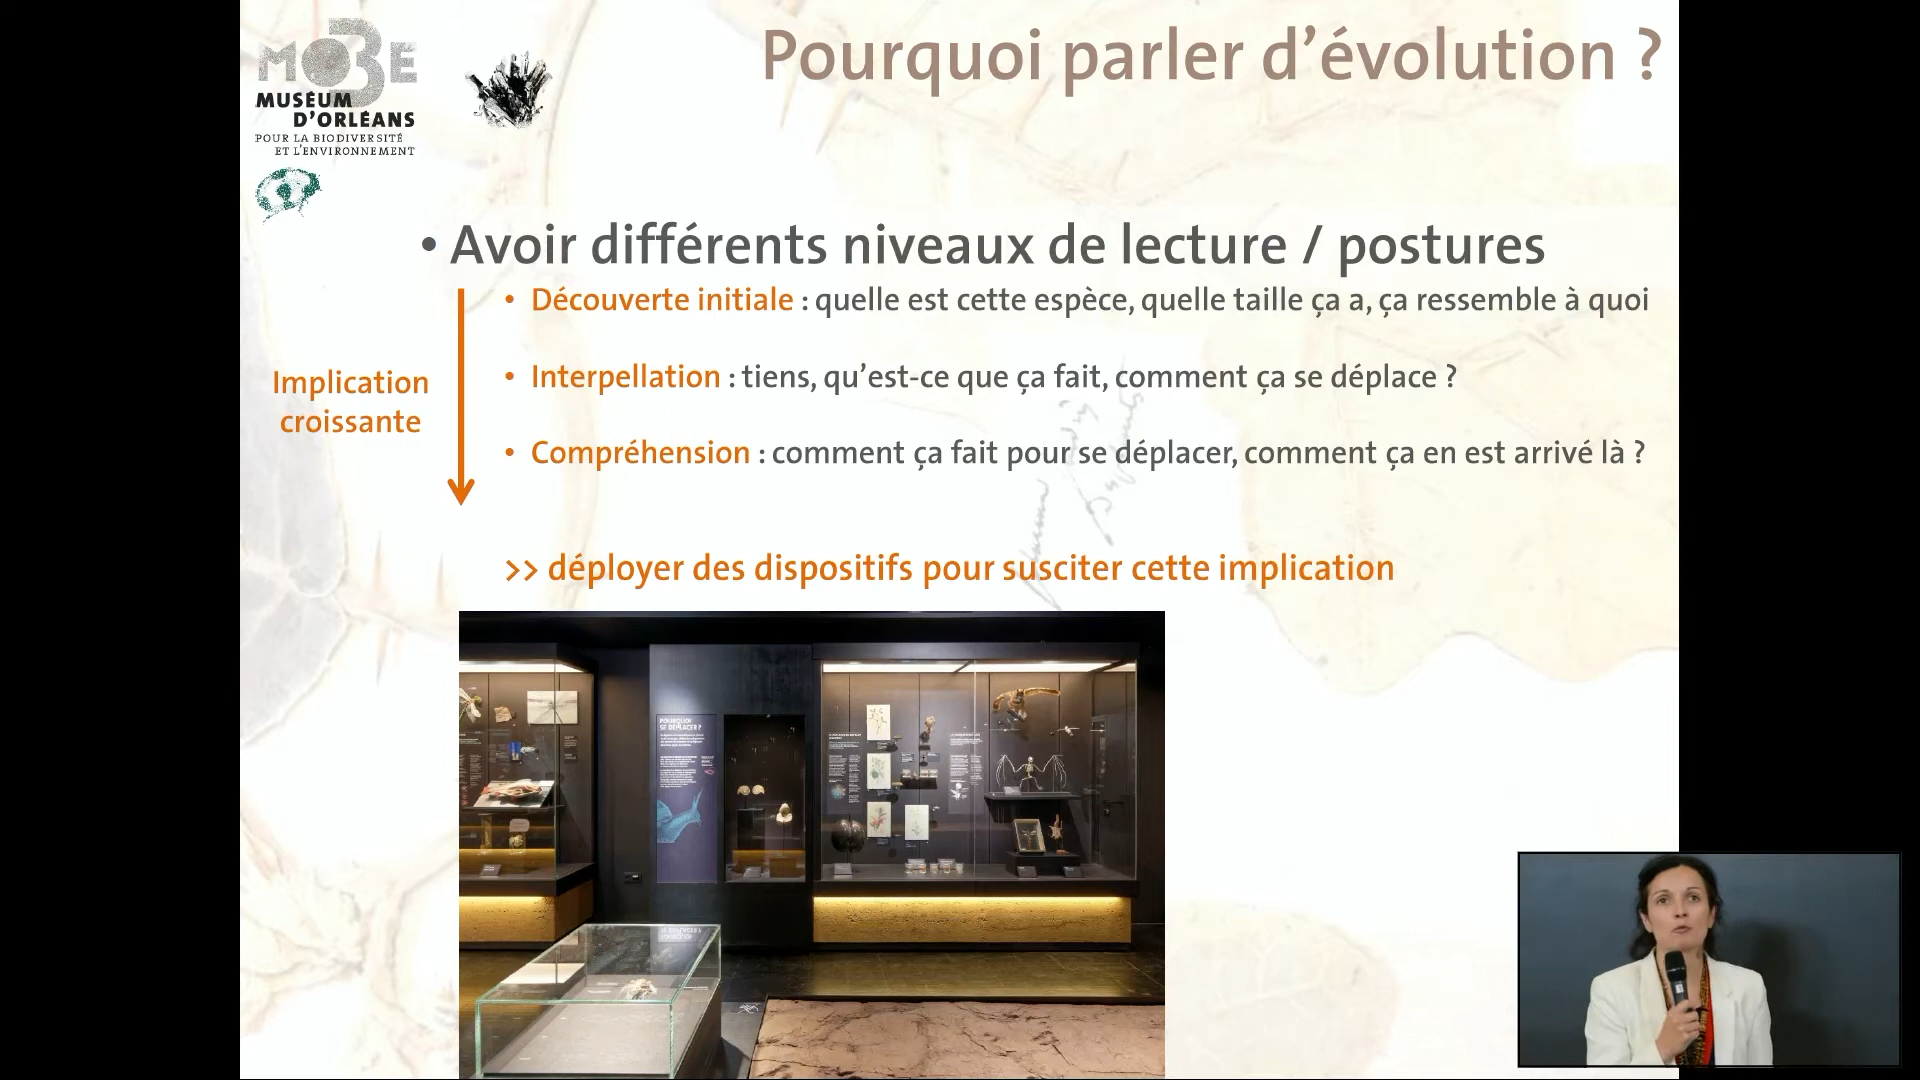 MOBE
MUSÉUM
D'ORLÉANS
POUR LA BIODIVERSITÉ
ET L'ENVIRONNEMENT
Pourquoi parler d'évolution ?
• Avoir différents niveaux de lecture / postures
• Découverte initiale : quelle est cette espèce, quelle taille ça a, ça ressemble à quoi
• Interpellation : tiens, qu'est-ce que ça fait, comment ça se déplace ?
• Compréhension : comment ça fait pour se déplacer, comment ça en est arrivé là ?
Implication
croissante
>> déployer des dispositifs pour susciter cette implication
POURQUOI
SE DÉPLACER ?